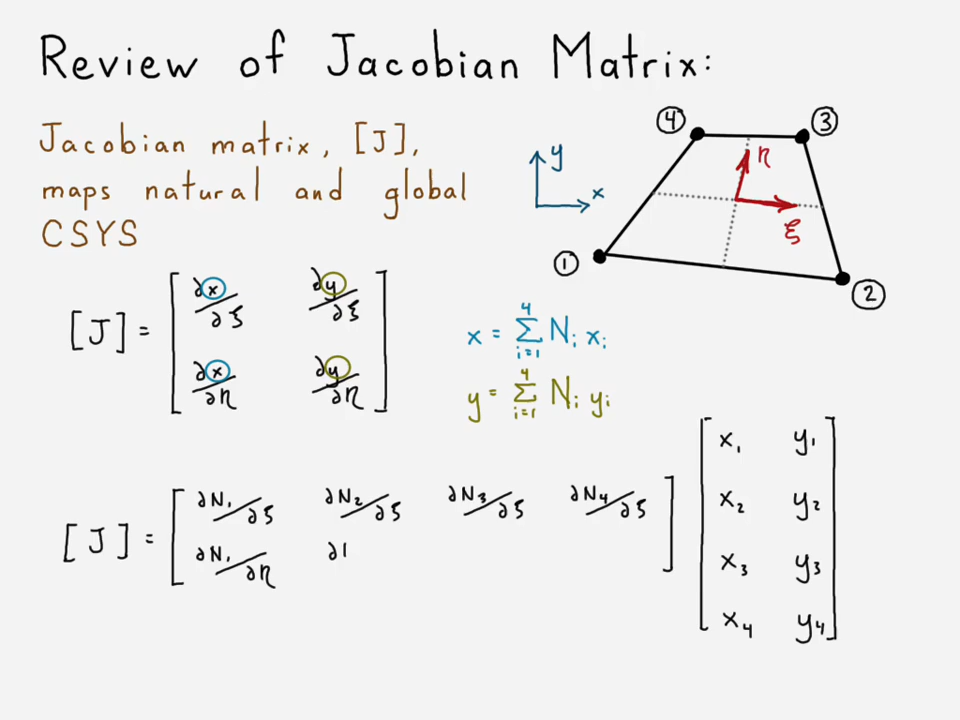 Review of Jacobian Matrix:
Jacobian matrix, [J],
maps natural and global
CSYS
④ ③
① ②
y
x
η
ξ
[J] = [ ∂x/∂ξ ∂y/∂ξ
∂x/∂η ∂y/∂η ]
x = Σ_{i=1}^{4} N_i x_i
y = Σ_{i=1}^{4} N_i y_i
[J] = [ ∂N₁/∂ξ ∂N₂/∂ξ ∂N₃/∂ξ ∂N₄/∂ξ
∂N₁/∂η ∂l ]
[ x₁ y₁
x₂ y₂
x₃ y₃
x₄ y₄ ]